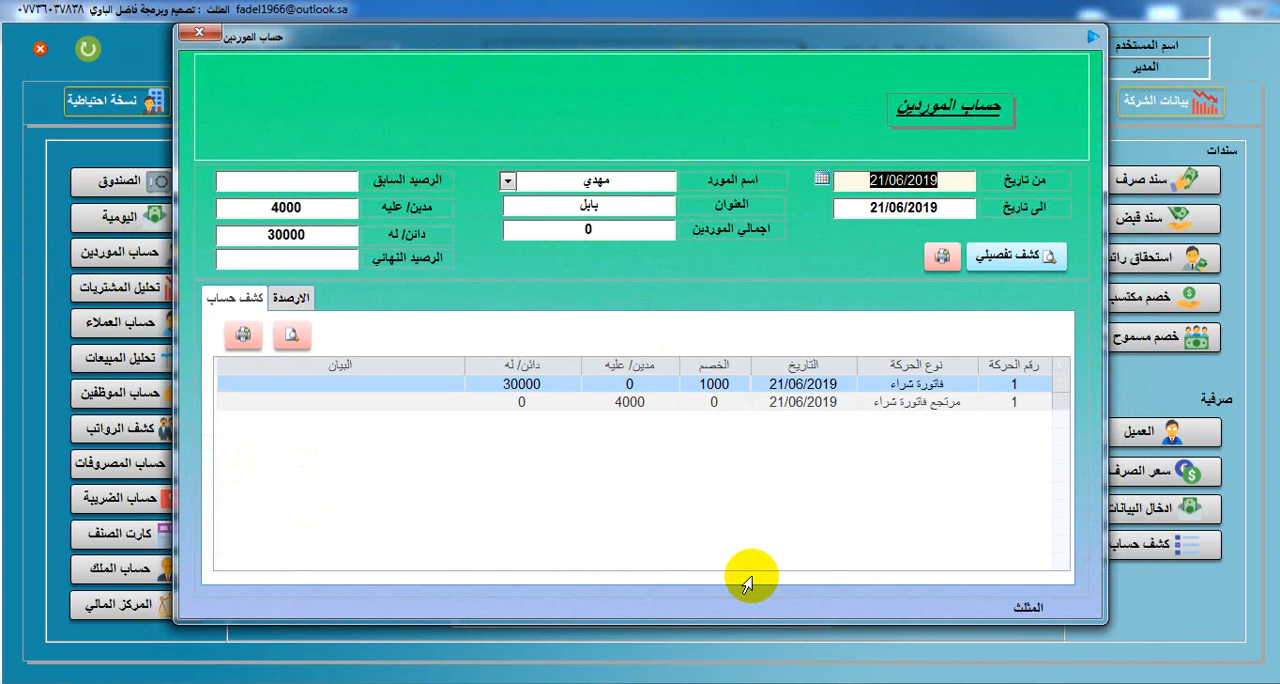 المثلث : تصميم وبرمجة فاضل الباوي ٠٧٧٣٦٠٣٧٨٣٨ fadel1966@outlook.sa
حساب الموردين
اسم المستخدم
المدير
بيانات الشركة
نسخة احتياطية
حساب الموردين
من تاريخ 21/06/2019
الى تاريخ 21/06/2019
كشف تفصيلي
اسم المورد مهدي
العنوان بابل
اجمالي الموردين 0
الرصيد السابق
مدين/ عليه 4000
دائن/ له 30000
الرصيد النهائي
كشف حساب الارصدة
رقم الحركة نوع الحركة التاريخ الخصم مدين/ عليه دائن/ له البيان
1 فاتورة شراء 21/06/2019 1000 0 30000
1 مرتجع فاتورة شراء 21/06/2019 0 4000 0
المثلث
سندات
سند صرف
سند قبض
استحقاق رات
خصم مكتسب
خصم مسموح
صرفية
العميل
سعر الصرف
ادخال البيانات
كشف حساب
الصندوق
اليومية
حساب الموردين
تحليل المشتريات
حساب العملاء
تحليل المبيعات
حساب الموظفين
كشف الرواتب
حساب المصروفات
حساب الضريبة
كارت الصنف
حساب الملك
المركز المالي